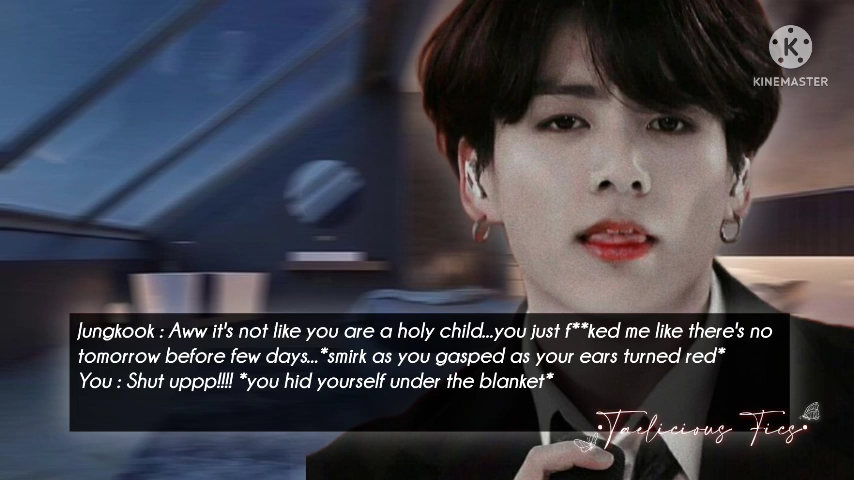 KINEMASTER
Jungkook : Aww it's not like you are a holy child...you just f**ked me like there's no
tomorrow before few days...*smirk as you gasped as your ears turned red*
You : Shut uppp!!!! *you hid yourself under the blanket*
•Taelicious Fics•